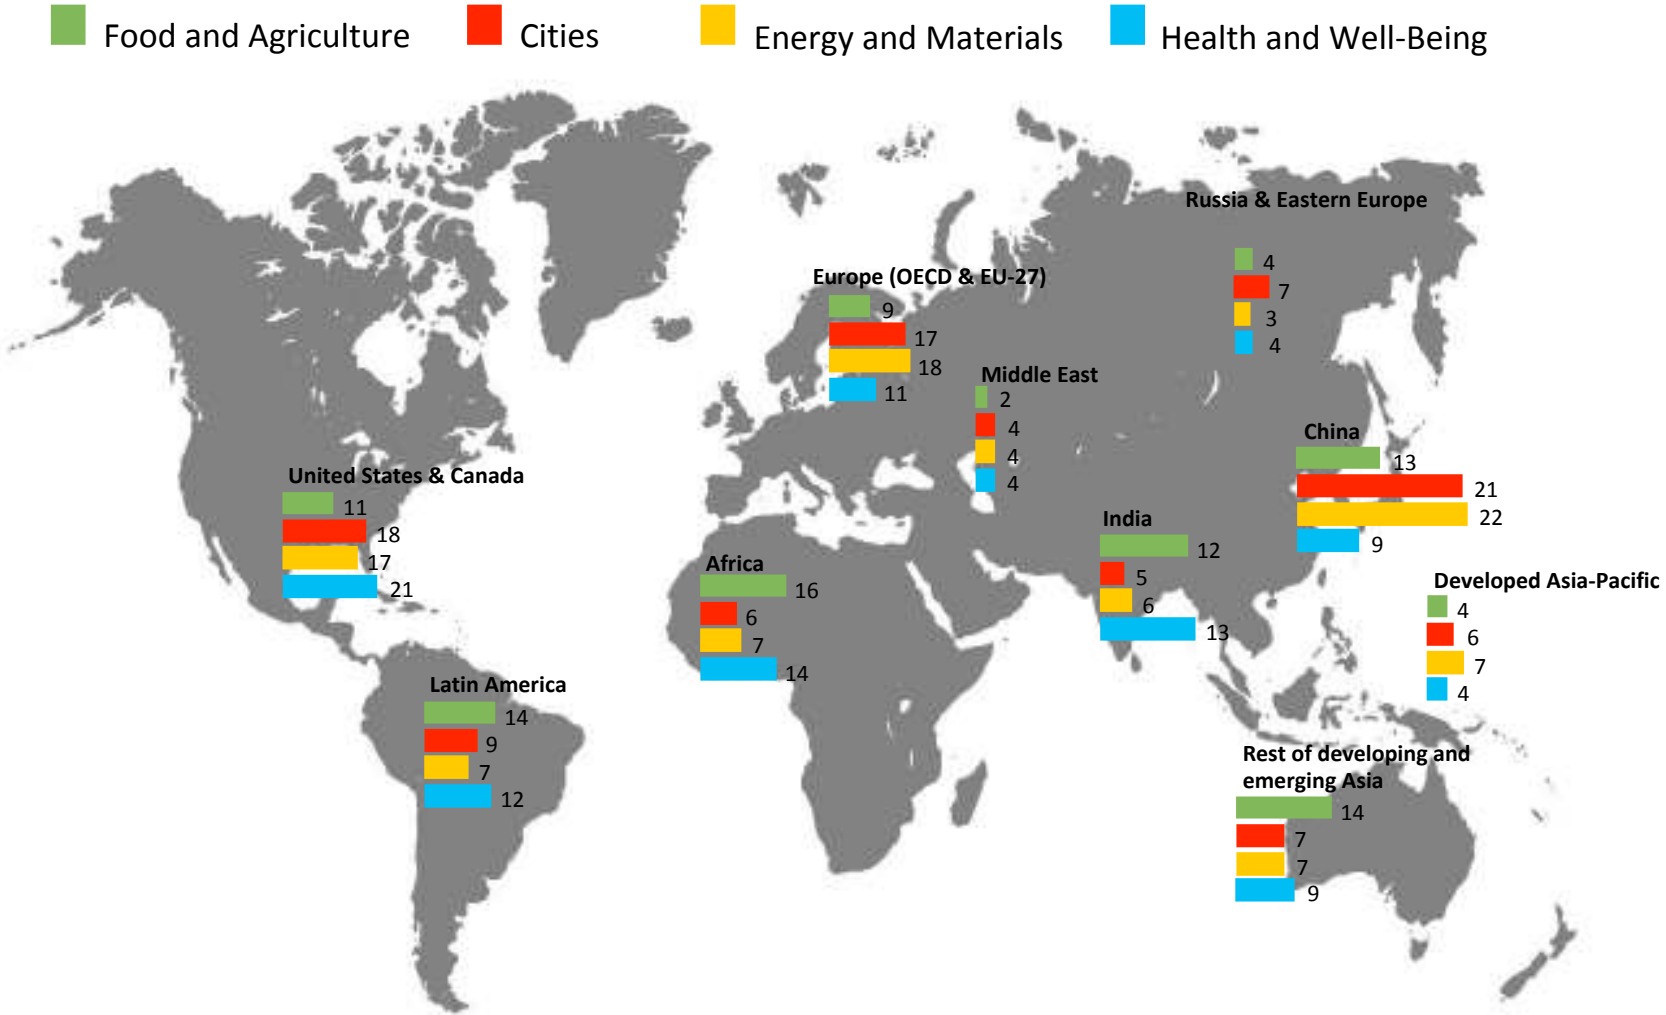 Food and Agriculture
Cities
Energy and Materials
Health and Well-Being
Russia & Eastern Europe
4
7
3
4
Europe (OECD & EU-27)
9
17
18
11
Middle East
2
4
4
4
China
13
21
22
9
United States & Canada
11
18
17
21
India
12
5
6
13
Africa
16
6
7
14
Developed Asia-Pacific
4
6
7
4
Latin America
14
9
7
12
Rest of developing and
emerging Asia
14
7
7
9